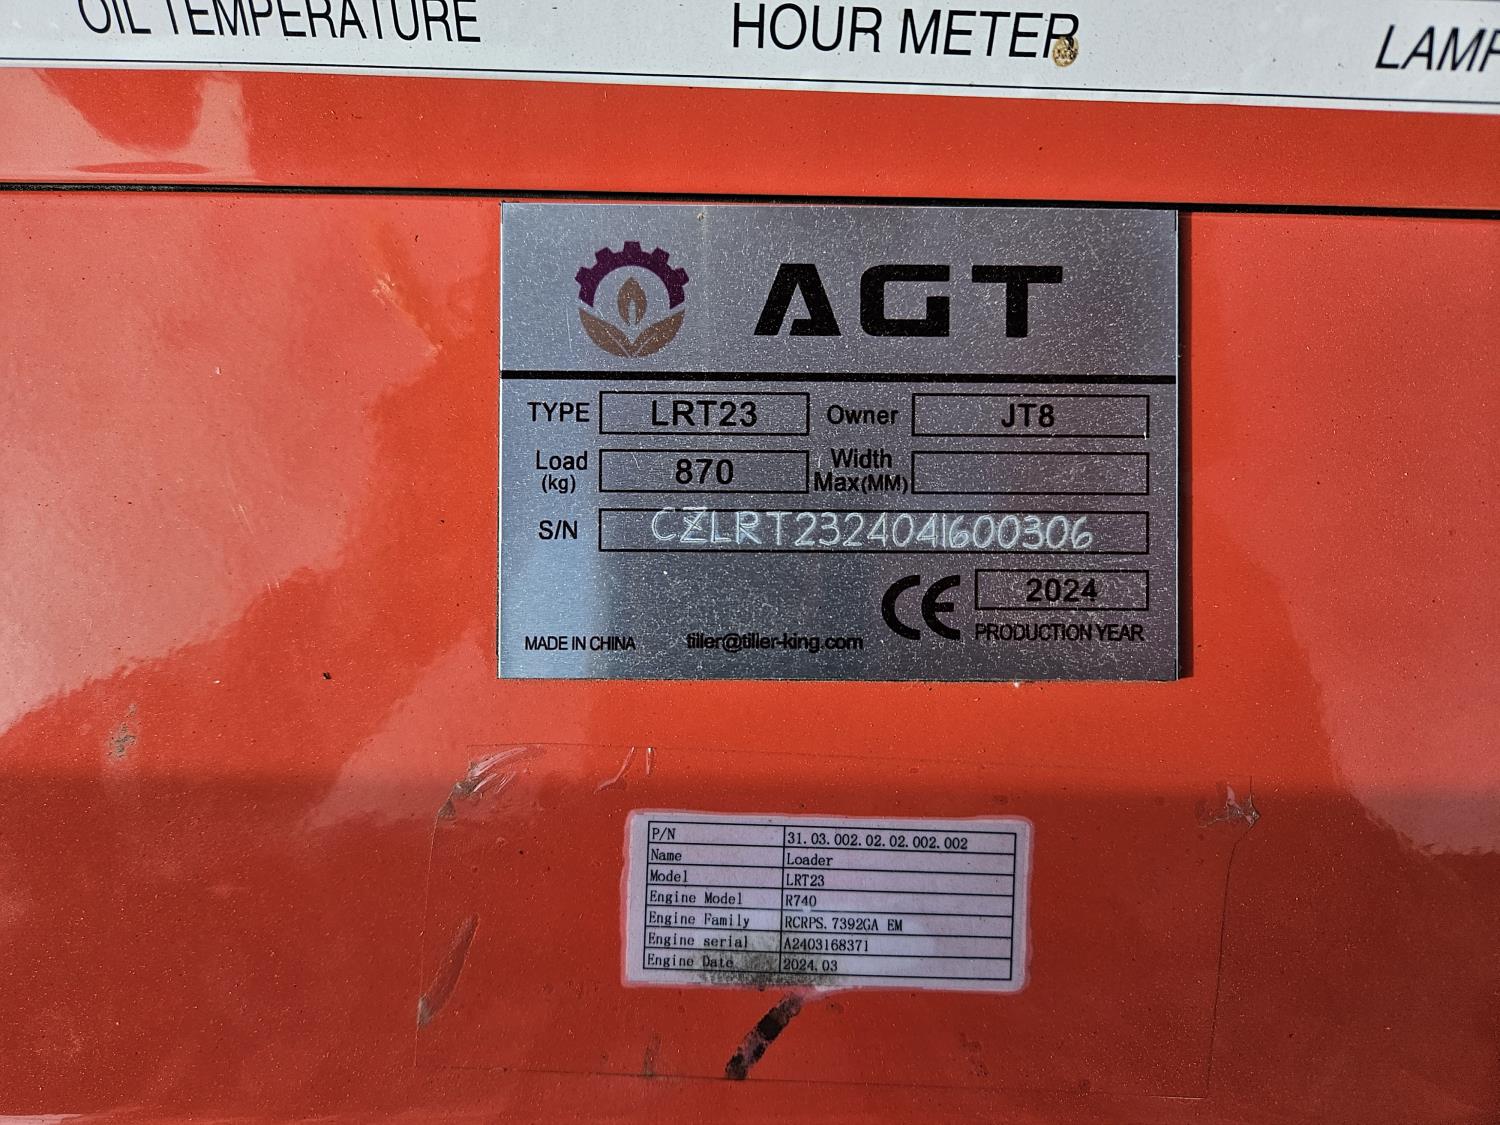 OIL TEMPERATURE HOUR METER LAMP
AGT
TYPE LRT23 Owner JT8
Load (kg) 870 Width Max(MM)
S/N CZLRT2324041600306
CE 2024
MADE IN CHINA tiller@tiller-king.com PRODUCTION YEAR
P/N 31.03.002.02.02.002.002
Name Loader
Model LRT23
Engine Model R740
Engine Family RCRPS.7392GA EM
Engine serial A2403168371
Engine Date 2024.03